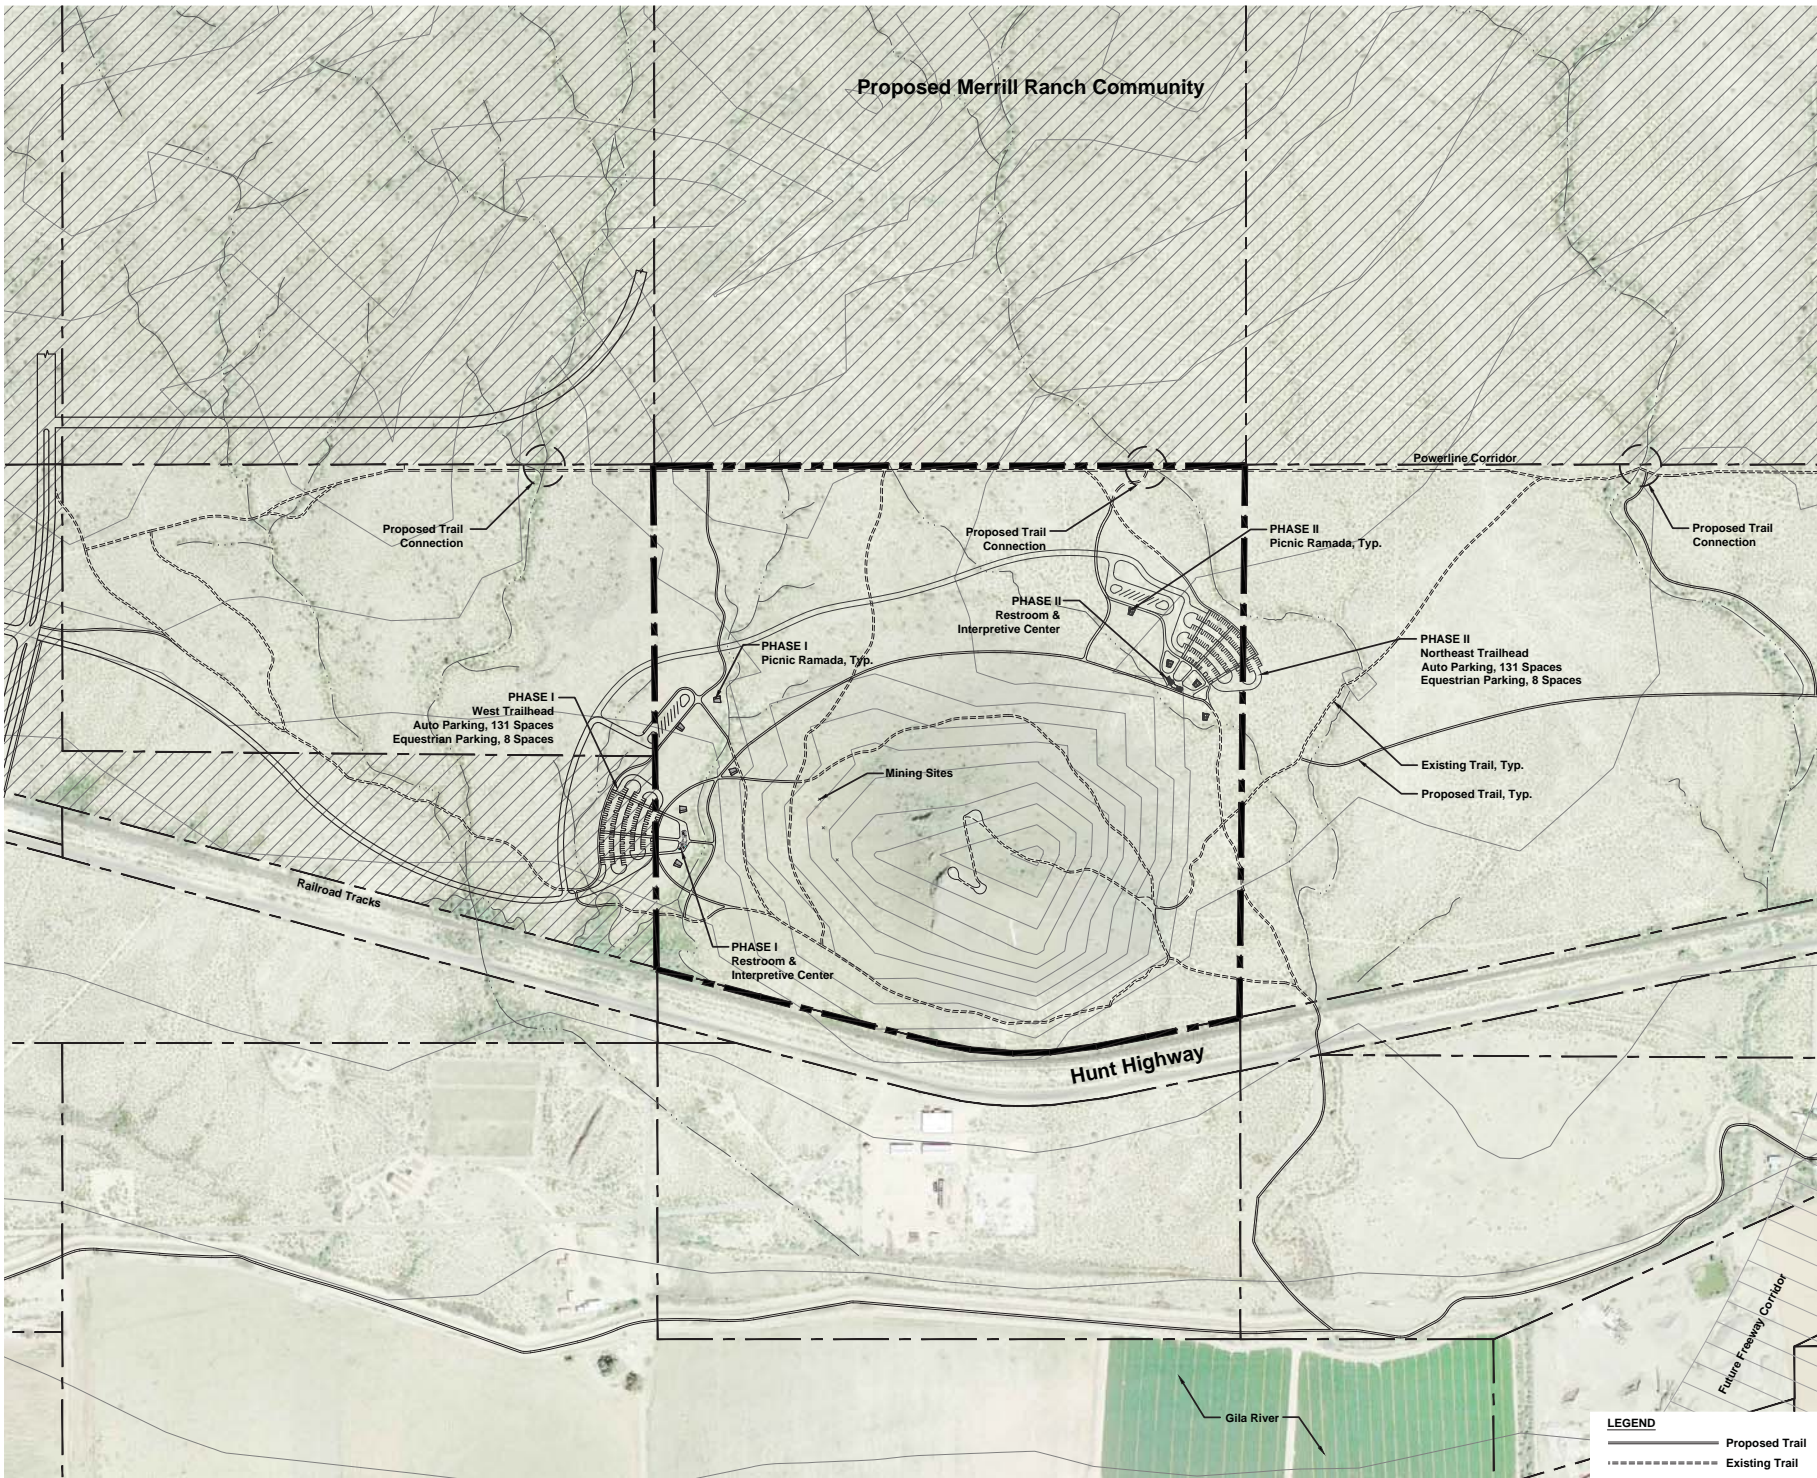 Proposed Merrill Ranch Community
Powerline Corridor
Proposed Trail
Connection
Proposed Trail
Connection
PHASE II
Picnic Ramada, Typ.
Proposed Trail
Connection
PHASE II
Restroom &
Interpretive Center
PHASE II
Northeast Trailhead
Auto Parking, 131 Spaces
Equestrian Parking, 8 Spaces
PHASE I
Picnic Ramada, Typ.
PHASE I
West Trailhead
Auto Parking, 131 Spaces
Equestrian Parking, 8 Spaces
Mining Sites
Existing Trail, Typ.
Proposed Trail, Typ.
Railroad Tracks
PHASE I
Restroom &
Interpretive Center
Hunt Highway
Future Freeway Corridor
Gila River
LEGEND
Proposed Trail
Existing Trail